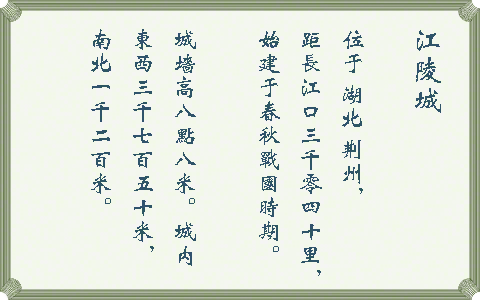 江陵城
位于湖北荆州，
距長江口三千零四十里，
始建于春秋戰國時期。
城墻高八點八米。城内
東西三千七百五十米，
南北一千二百米。